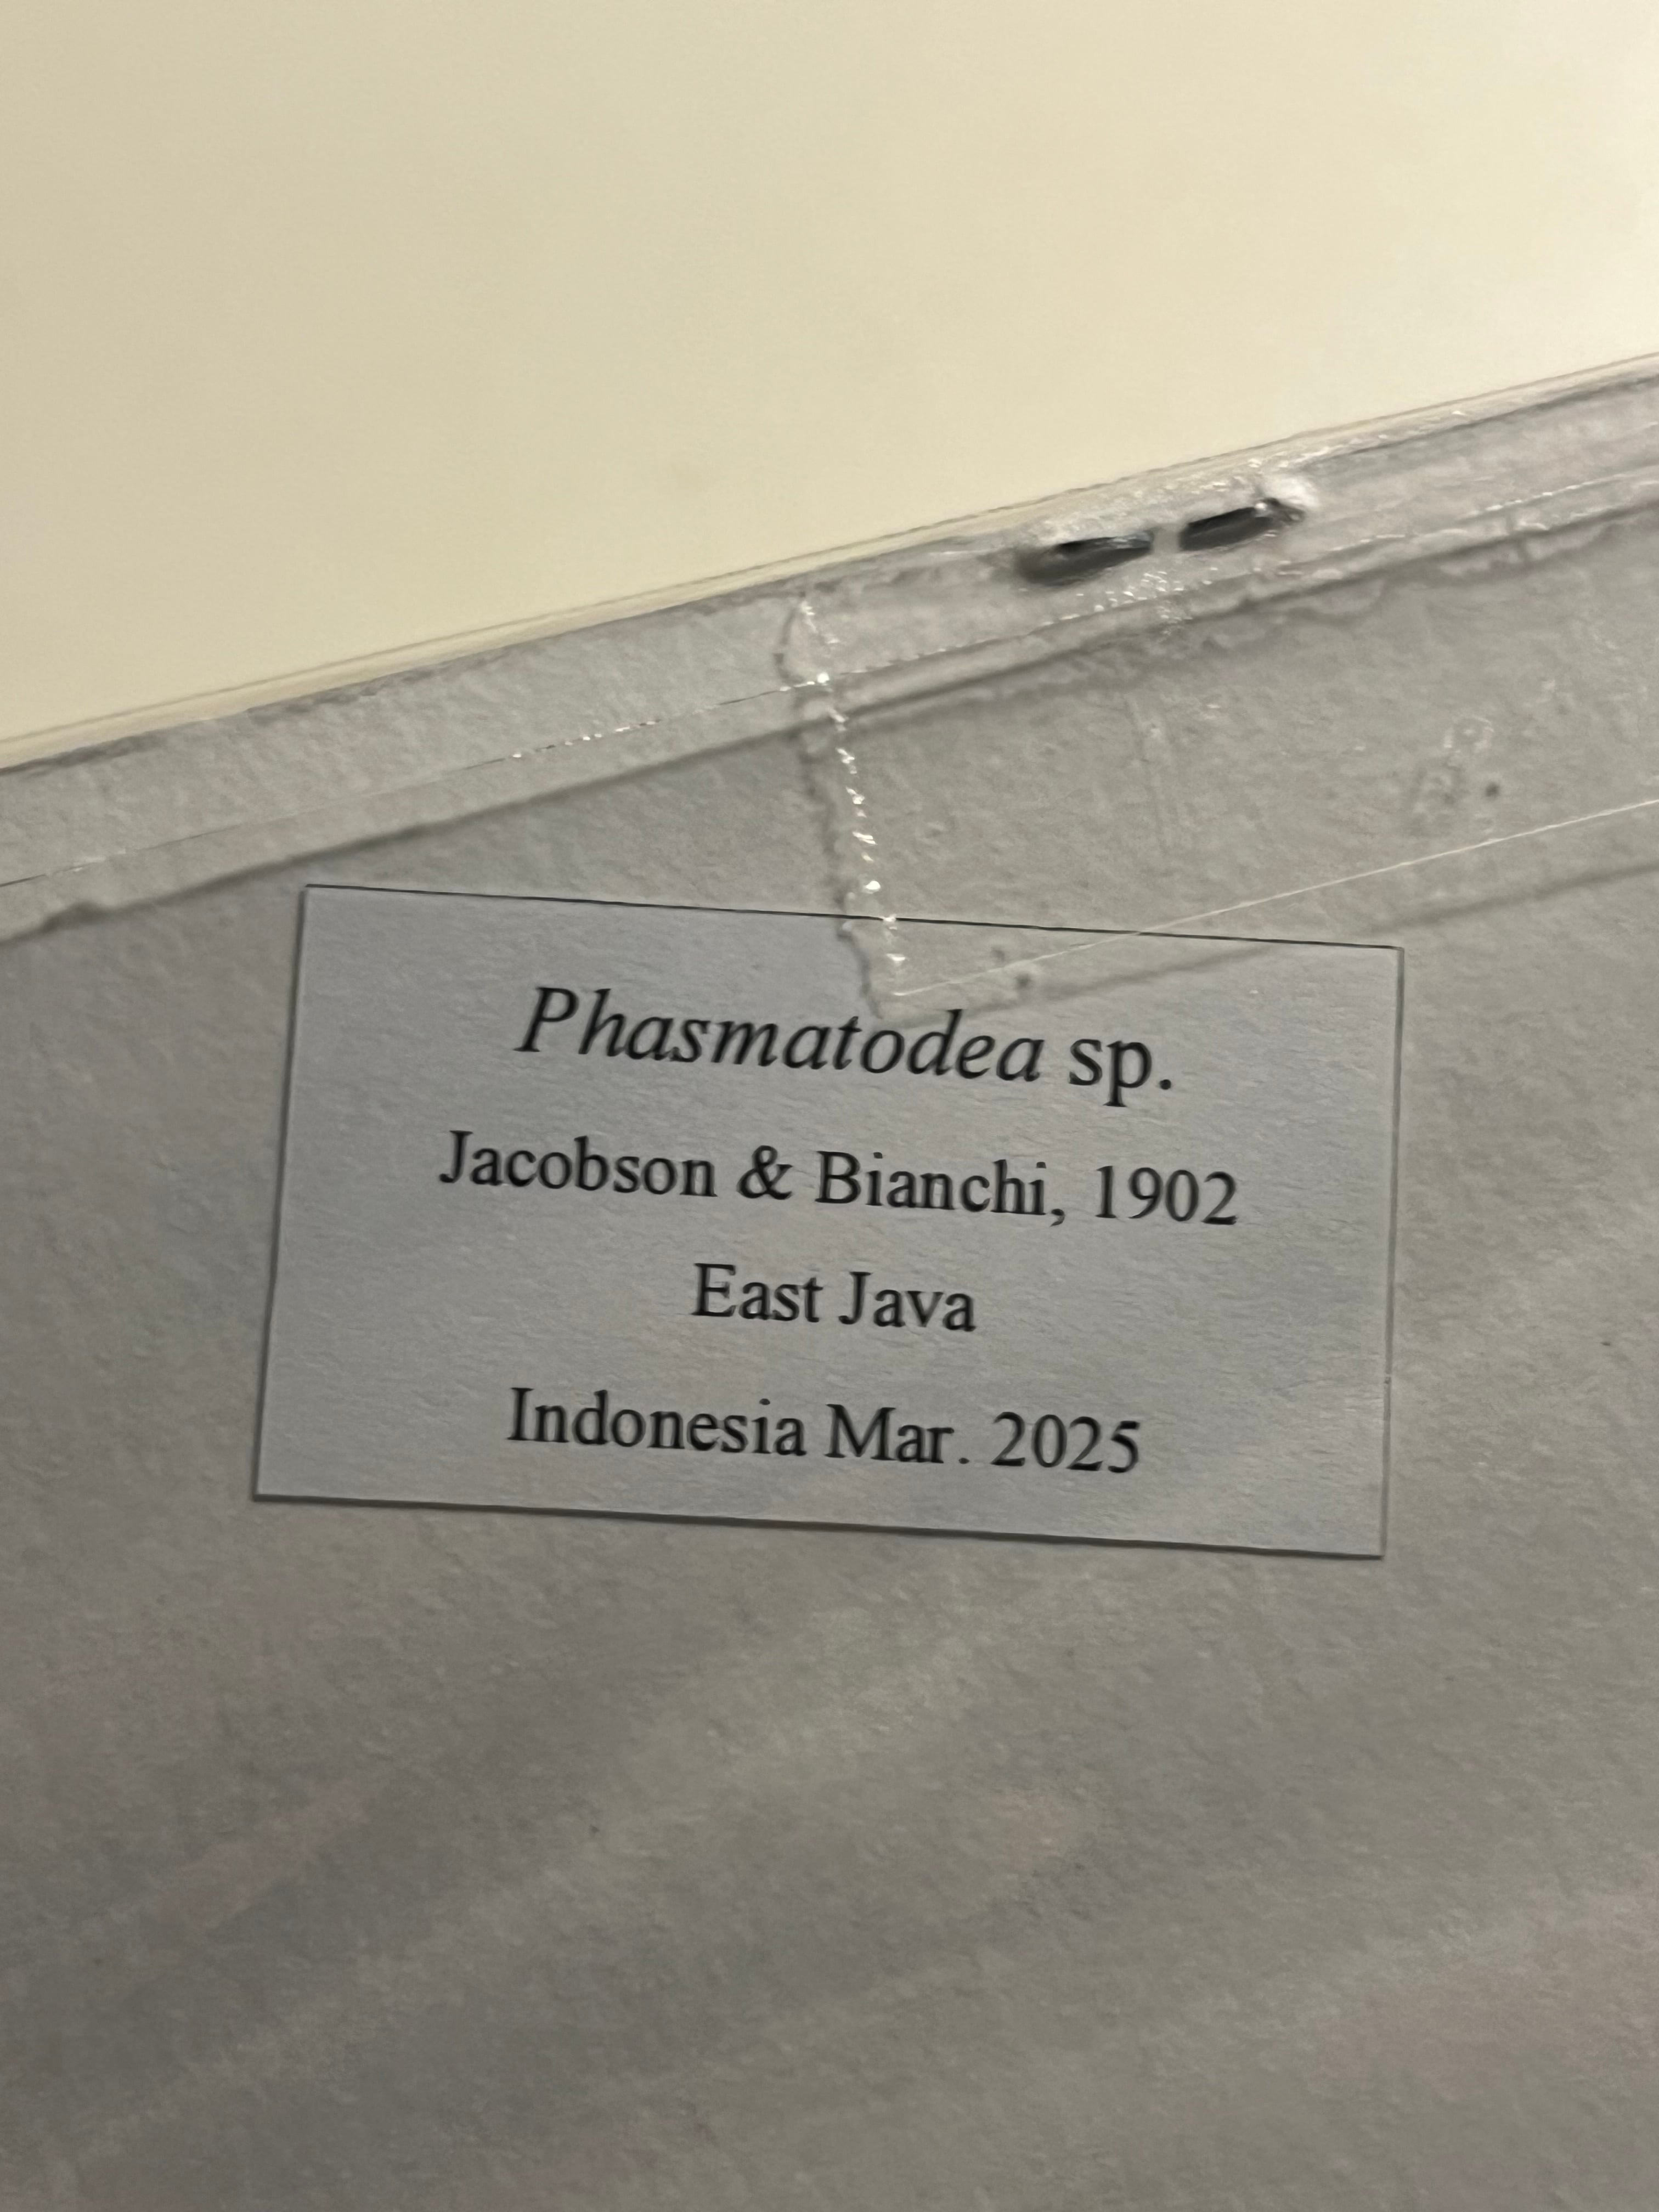 Phasmatodea sp.
Jacobson & Bianchi, 1902
East Java
Indonesia Mar. 2025